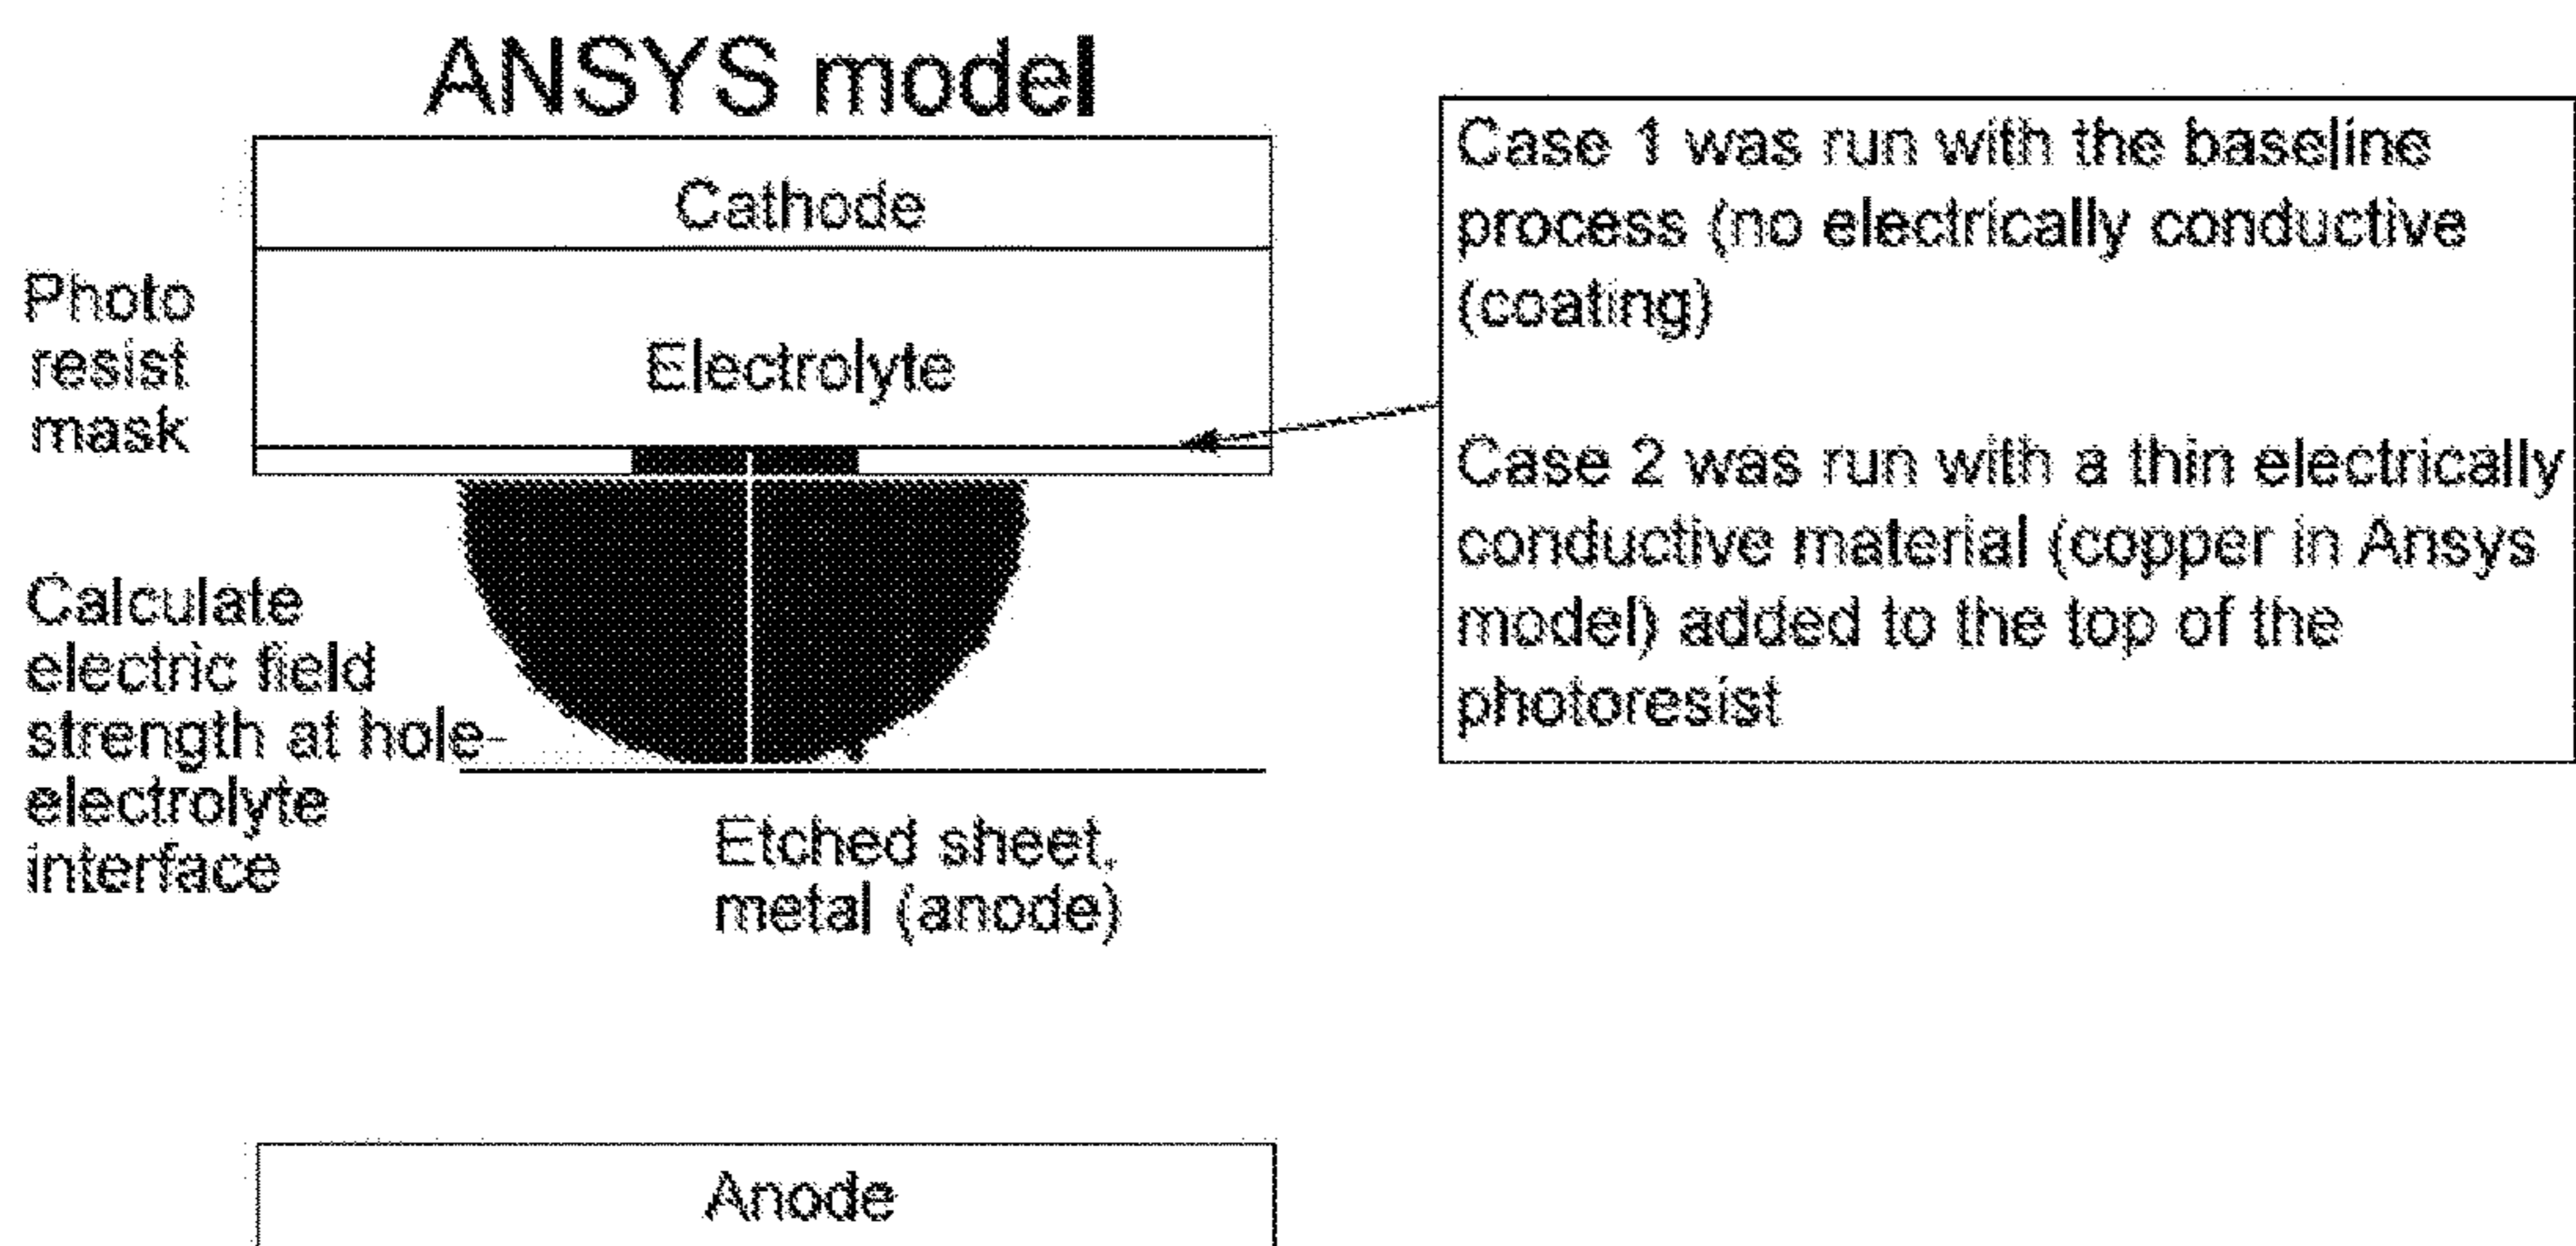 ANSYS model
Cathode
Photo
resist
mask
Electrolyte
Case 1 was run with the baseline
process (no electrically conductive
(coating)
Case 2 was run with a thin electrically
conductive material (copper in Ansys
model) added to the top of the
photoresist
Calculate
electric field
strength at hole-
electrolyte
interface
Etched sheet,
metal (anode)
Anode